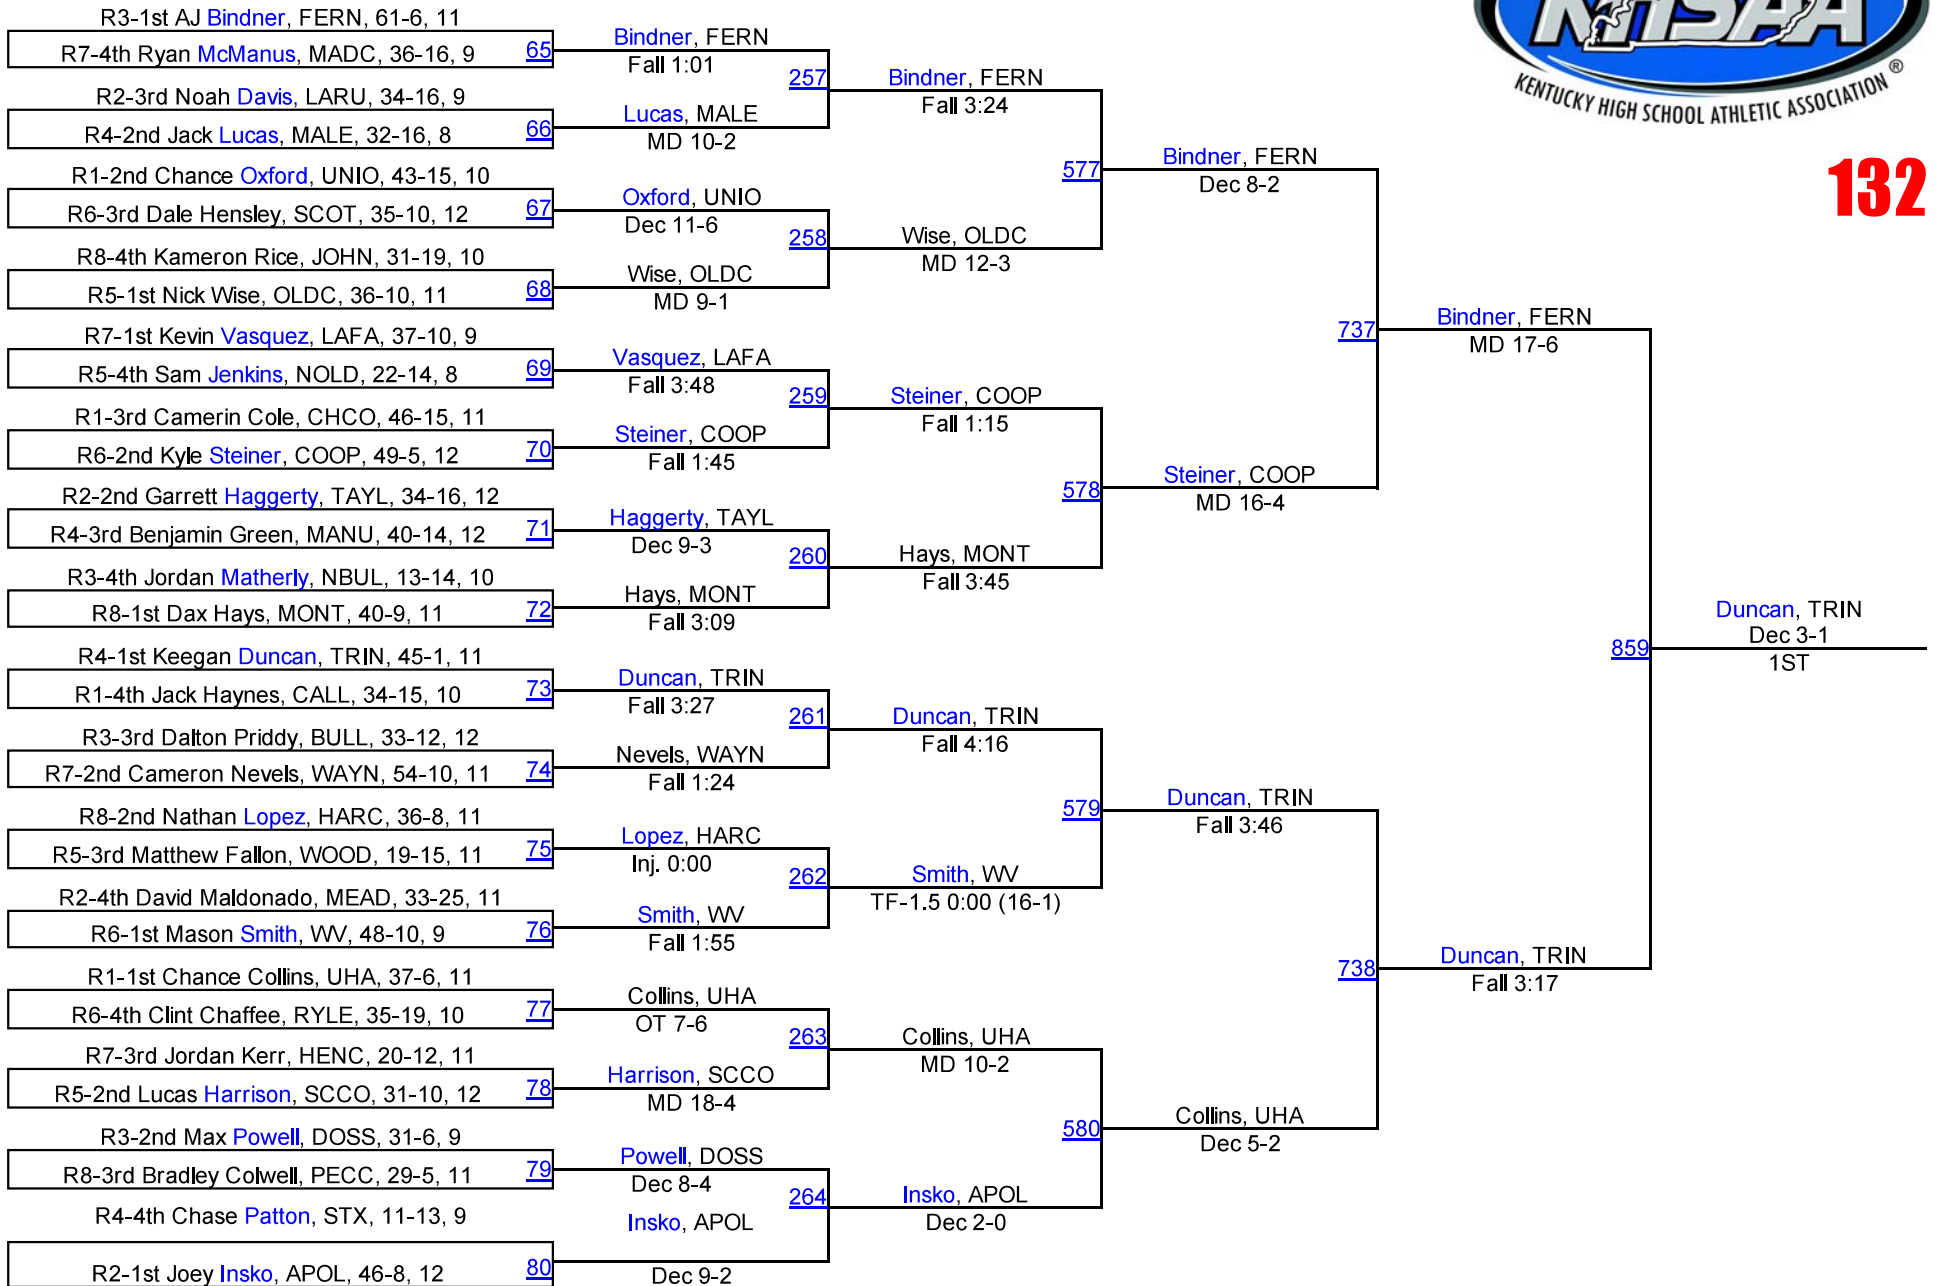 R3-1st AJ Bindner, FERN, 61-6, 11
R7-4th Ryan McManus, MADC, 36-16, 9
65
R2-3rd Noah Davis, LARU, 34-16, 9
R4-2nd Jack Lucas, MALE, 32-16, 8
66
R1-2nd Chance Oxford, UNIO, 43-15, 10
R6-3rd Dale Hensley, SCOT, 35-10, 12
67
R8-4th Kameron Rice, JOHN, 31-19, 10
R5-1st Nick Wise, OLDC, 36-10, 11
68
R7-1st Kevin Vasquez, LAFA, 37-10, 9
R5-4th Sam Jenkins, NOLD, 22-14, 8
69
R1-3rd Camerin Cole, CHCO, 46-15, 11
R6-2nd Kyle Steiner, COOP, 49-5, 12
70
R2-2nd Garrett Haggerty, TAYL, 34-16, 12
R4-3rd Benjamin Green, MANU, 40-14, 12
71
R3-4th Jordan Matherly, NBUL, 13-14, 10
R8-1st Dax Hays, MONT, 40-9, 11
72
R4-1st Keegan Duncan, TRIN, 45-1, 11
R1-4th Jack Haynes, CALL, 34-15, 10
73
R3-3rd Dalton Priddy, BULL, 33-12, 12
R7-2nd Cameron Nevels, WAYN, 54-10, 11
74
R8-2nd Nathan Lopez, HARC, 36-8, 11
R5-3rd Matthew Fallon, WOOD, 19-15, 11
75
R2-4th David Maldonado, MEAD, 33-25, 11
R6-1st Mason Smith, WV, 48-10, 9
76
R1-1st Chance Collins, UHA, 37-6, 11
R6-4th Clint Chaffee, RYLE, 35-19, 10
77
R7-3rd Jordan Kerr, HENC, 20-12, 11
R5-2nd Lucas Harrison, SCCO, 31-10, 12
78
R3-2nd Max Powell, DOSS, 31-6, 9
R8-3rd Bradley Colwell, PECC, 29-5, 11
79
R4-4th Chase Patton, STX, 11-13, 9
R2-1st Joey Insko, APOL, 46-8, 12
80
Bindner, FERN
Fall 1:01
257
Lucas, MALE
MD 10-2
Oxford, UNIO
Dec 11-6
258
Wise, OLDC
MD 9-1
Vasquez, LAFA
Fall 3:48
259
Steiner, COOP
Fall 1:45
Haggerty, TAYL
Dec 9-3
260
Hays, MONT
Fall 3:09
Duncan, TRIN
Fall 3:27
261
Nevels, WAYN
Fall 1:24
Lopez, HARC
Inj. 0:00
262
Smith, WV
Fall 1:55
Collins, UHA
OT 7-6
263
Harrison, SCCO
MD 18-4
Powell, DOSS
Dec 8-4
264
Insko, APOL
Dec 9-2
Bindner, FERN
Fall 3:24
577
Wise, OLDC
MD 12-3
Steiner, COOP
Fall 1:15
578
Hays, MONT
Fall 3:45
Duncan, TRIN
Fall 4:16
579
Smith, WV
TF-1.5 0:00 (16-1)
Collins, UHA
MD 10-2
580
Insko, APOL
Dec 2-0
Bindner, FERN
Dec 8-2
737
Steiner, COOP
MD 16-4
Duncan, TRIN
Fall 3:46
738
Collins, UHA
Dec 5-2
Bindner, FERN
MD 17-6
859
Duncan, TRIN
Fall 3:17
Duncan, TRIN
Dec 3-1
1ST
KHSAA
KENTUCKY HIGH SCHOOL ATHLETIC ASSOCIATION ®
132